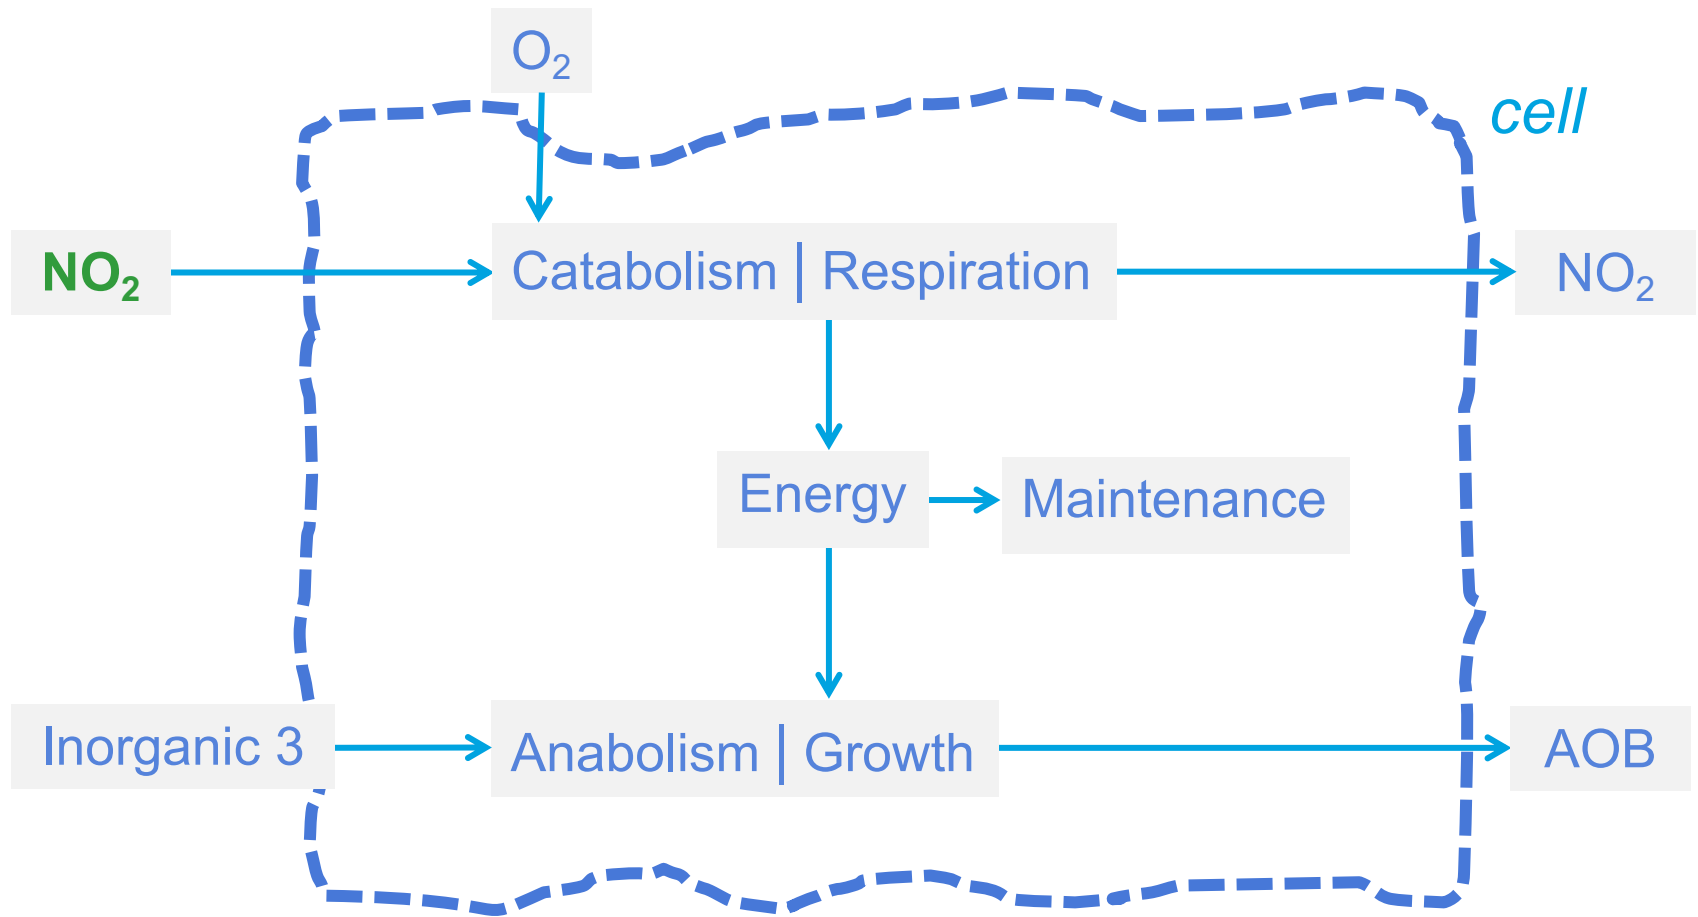 O₂
cell
NO₂
Catabolism | Respiration
NO₂
Energy
Maintenance
Inorganic 3
Anabolism | Growth
AOB